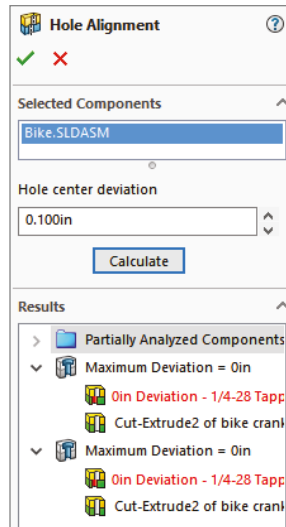 Hole Alignment
Selected Components
Bike.SLDASM
Hole center deviation
0.100in
Calculate
Results
Partially Analyzed Components
Maximum Deviation = 0in
0in Deviation - 1/4-28 Tapp
Cut-Extrude2 of bike crank
Maximum Deviation = 0in
0in Deviation - 1/4-28 Tapp
Cut-Extrude2 of bike crank